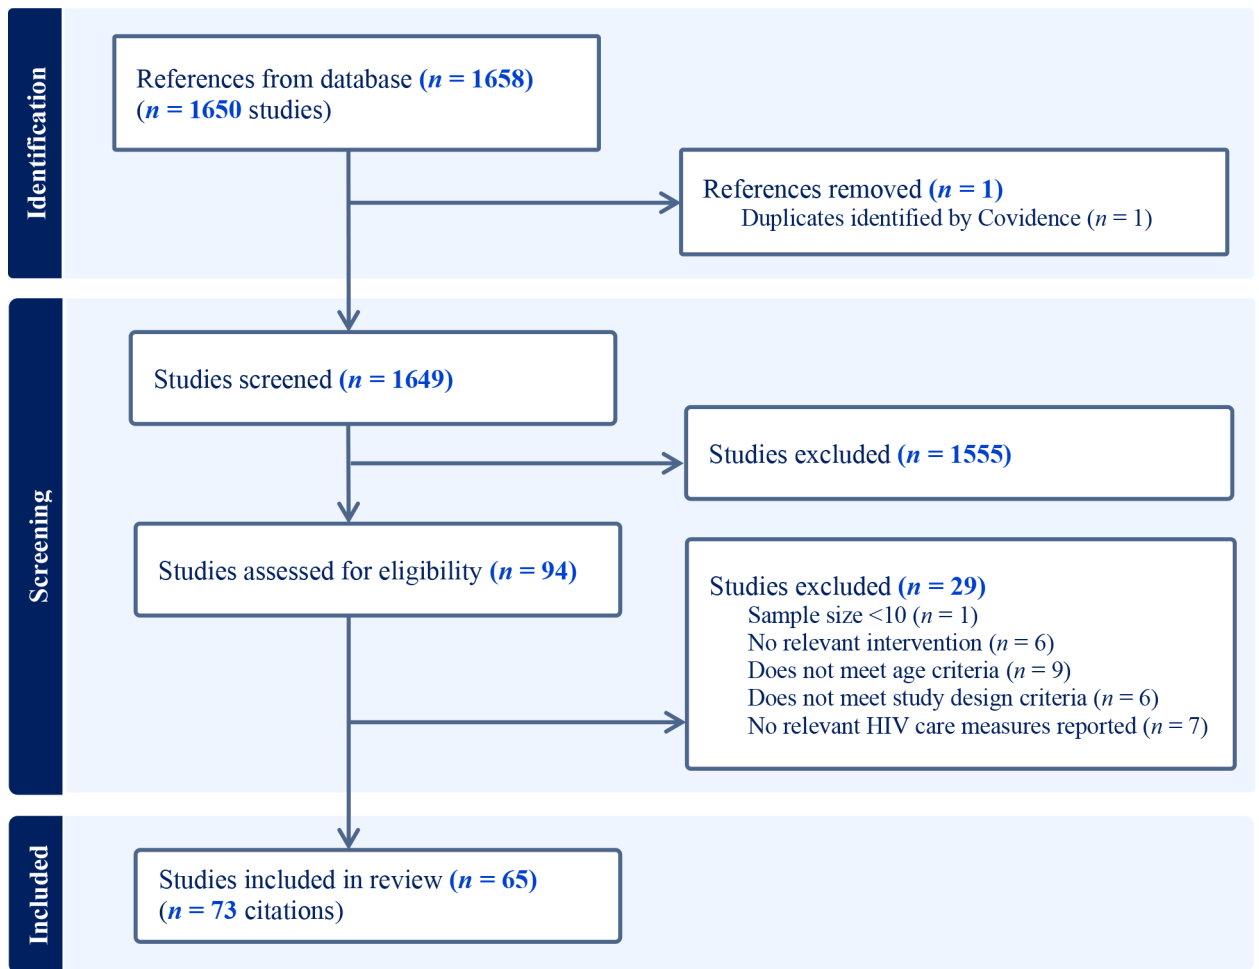 Identification
References from database (n = 1658)
(n = 1650 studies)
References removed (n = 1)
Duplicates identified by Covidence (n = 1)
Screening
Studies screened (n = 1649)
Studies excluded (n = 1555)
Studies assessed for eligibility (n = 94)
Studies excluded (n = 29)
Sample size <10 (n = 1)
No relevant intervention (n = 6)
Does not meet age criteria (n = 9)
Does not meet study design criteria (n = 6)
No relevant HIV care measures reported (n = 7)
Included
Studies included in review (n = 65)
(n = 73 citations)